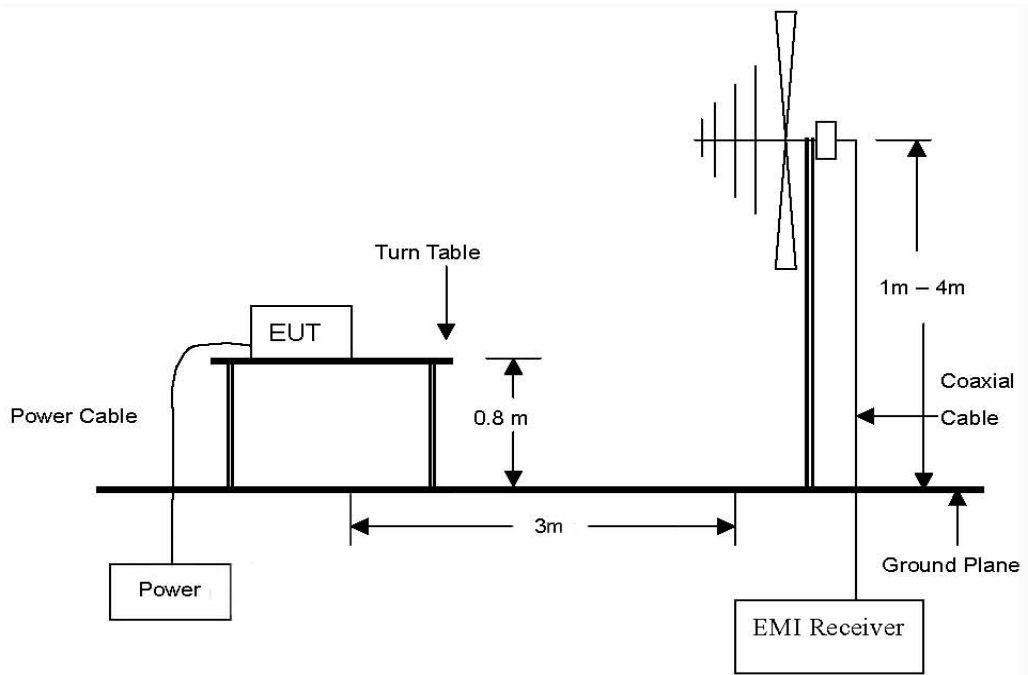 Turn Table
EUT
1m – 4m
Coaxial
Cable
Power Cable
0.8 m
3m
Ground Plane
Power
EMI Receiver